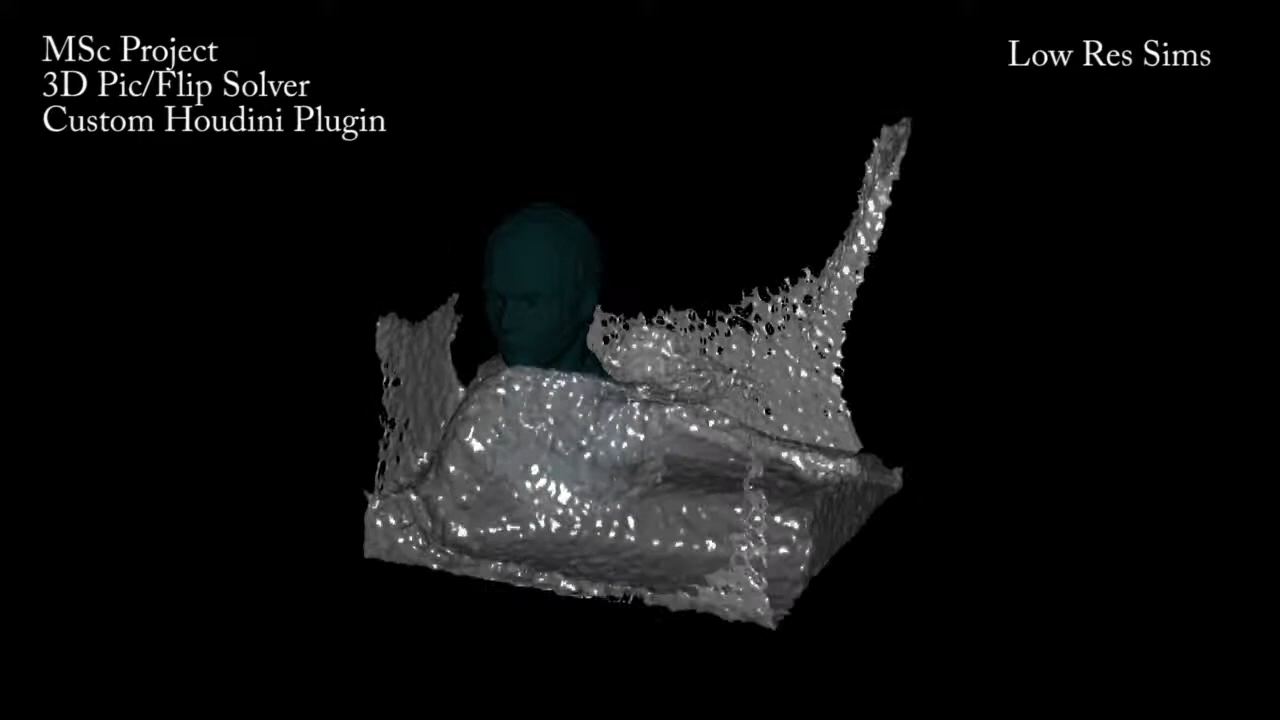 MSc Project
3D Pic/Flip Solver
Custom Houdini Plugin
Low Res Sims